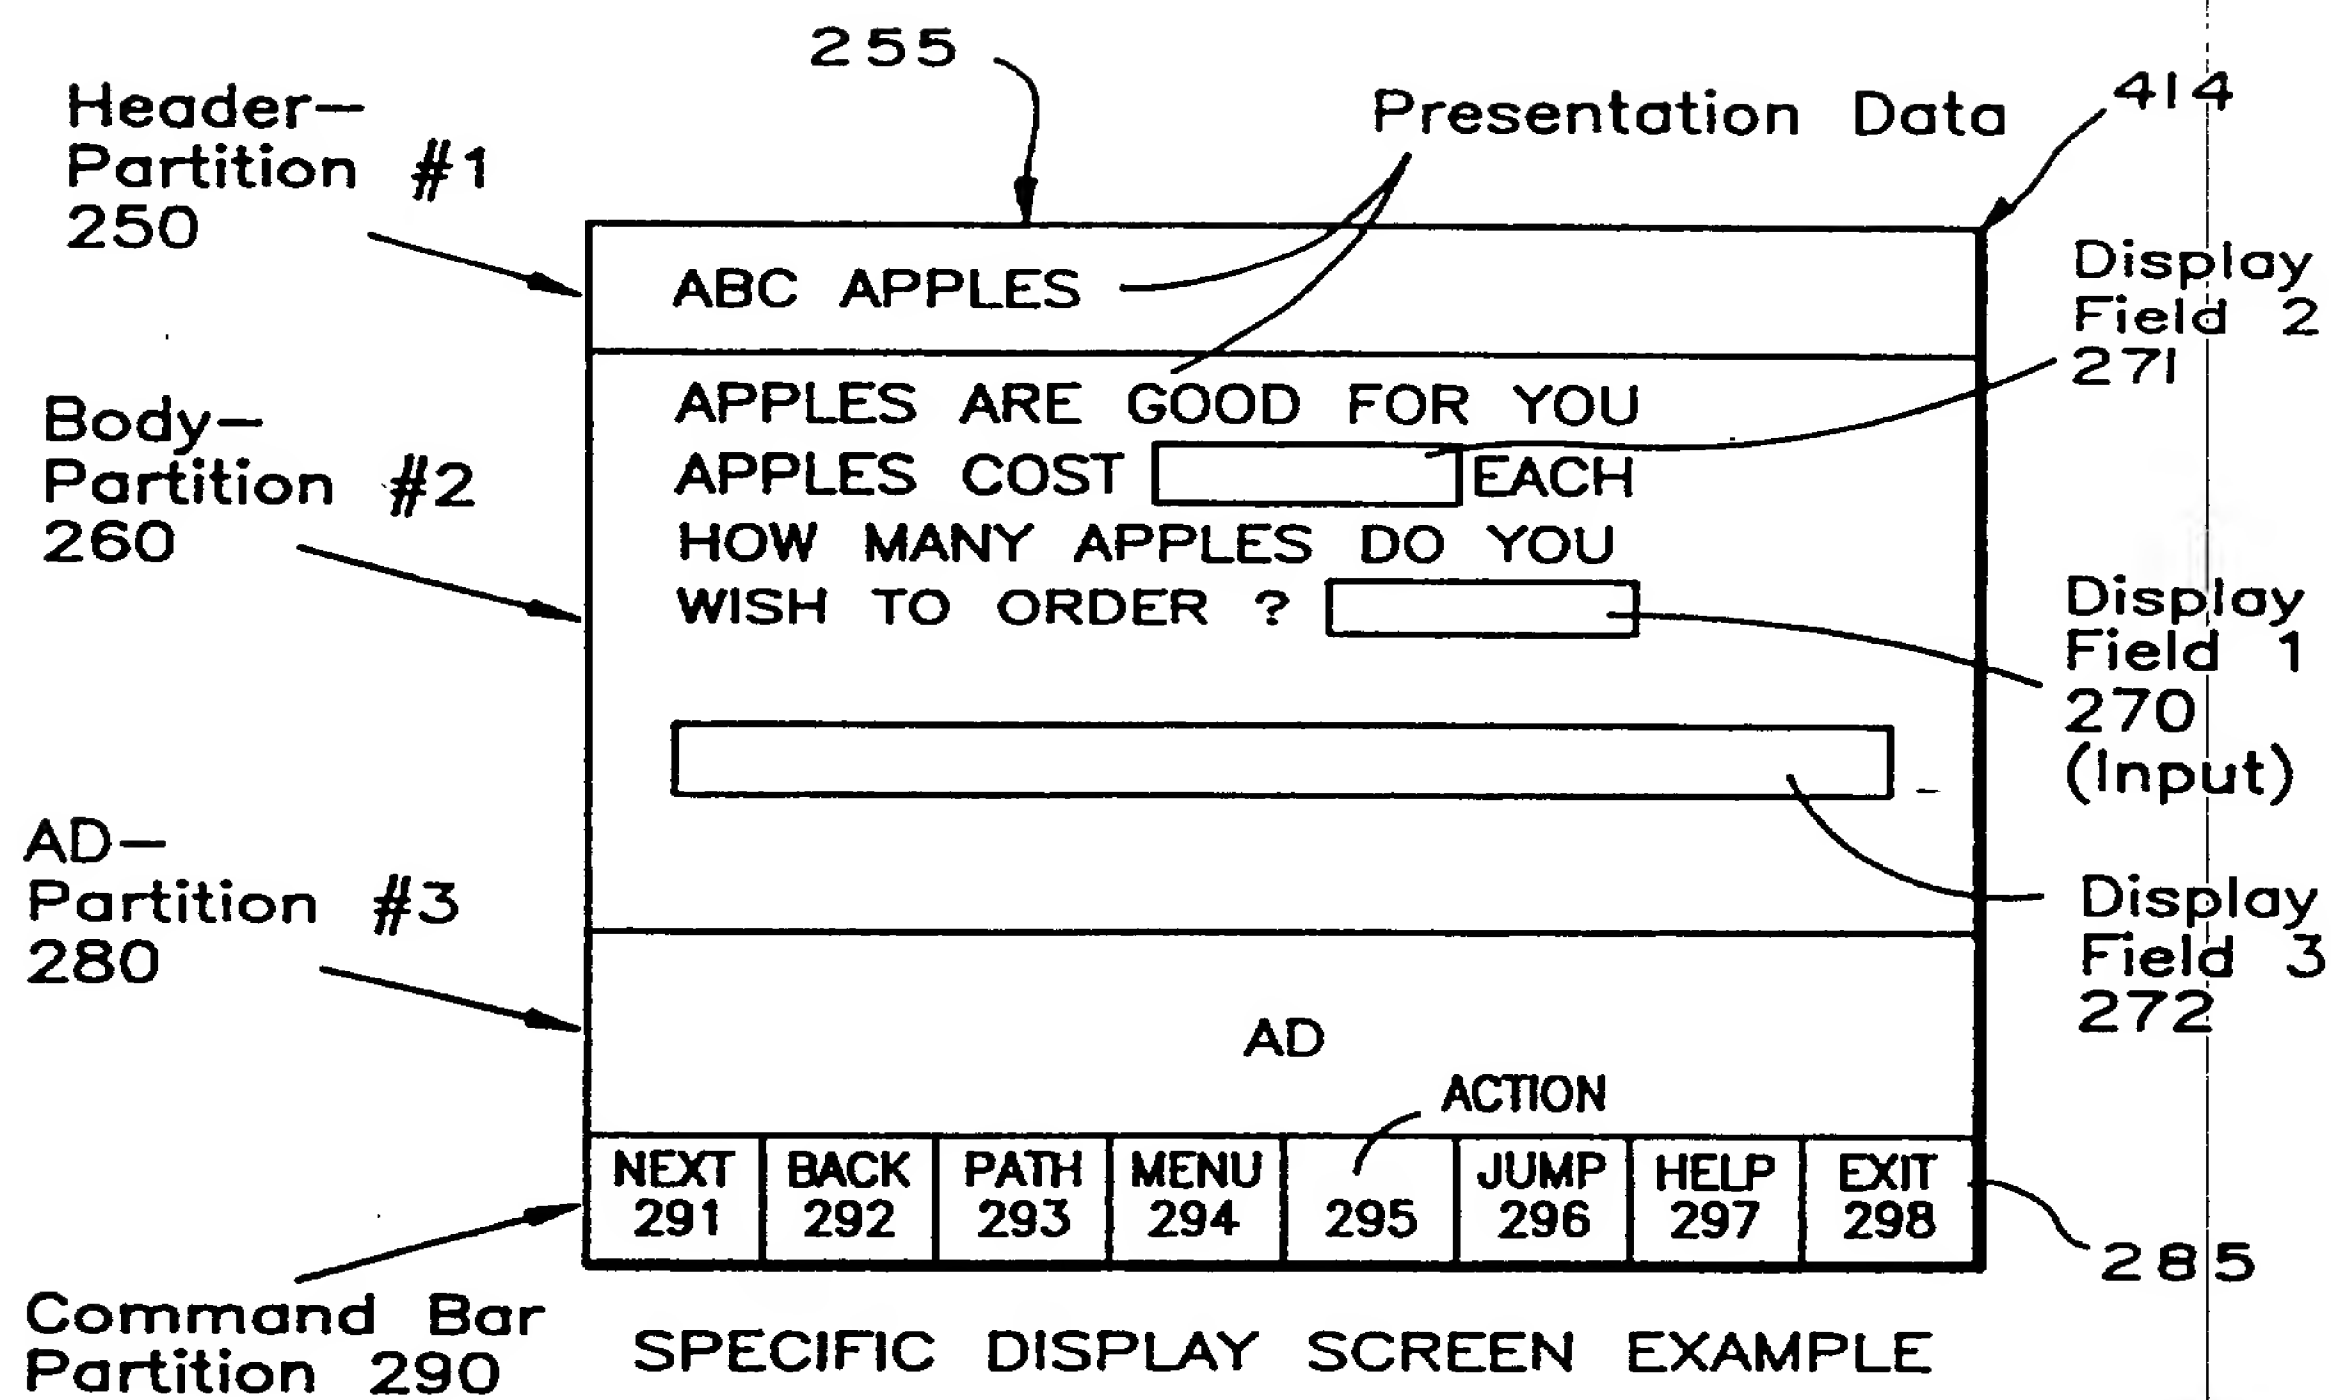 255
414
Header—
Partition #1
250
Presentation Data
ABC APPLES
Display
Field 2
271
Body—
Partition #2
260
APPLES ARE GOOD FOR YOU
APPLES COST EACH
HOW MANY APPLES DO YOU
WISH TO ORDER ?
Display
Field 1
270
(Input)
AD—
Partition #3
280
Display
Field 3
272
AD
ACTION
NEXT BACK PATH MENU JUMP HELP EXIT
291 292 293 294 295 296 297 298
285
Command Bar
Partition 290
SPECIFIC DISPLAY SCREEN EXAMPLE